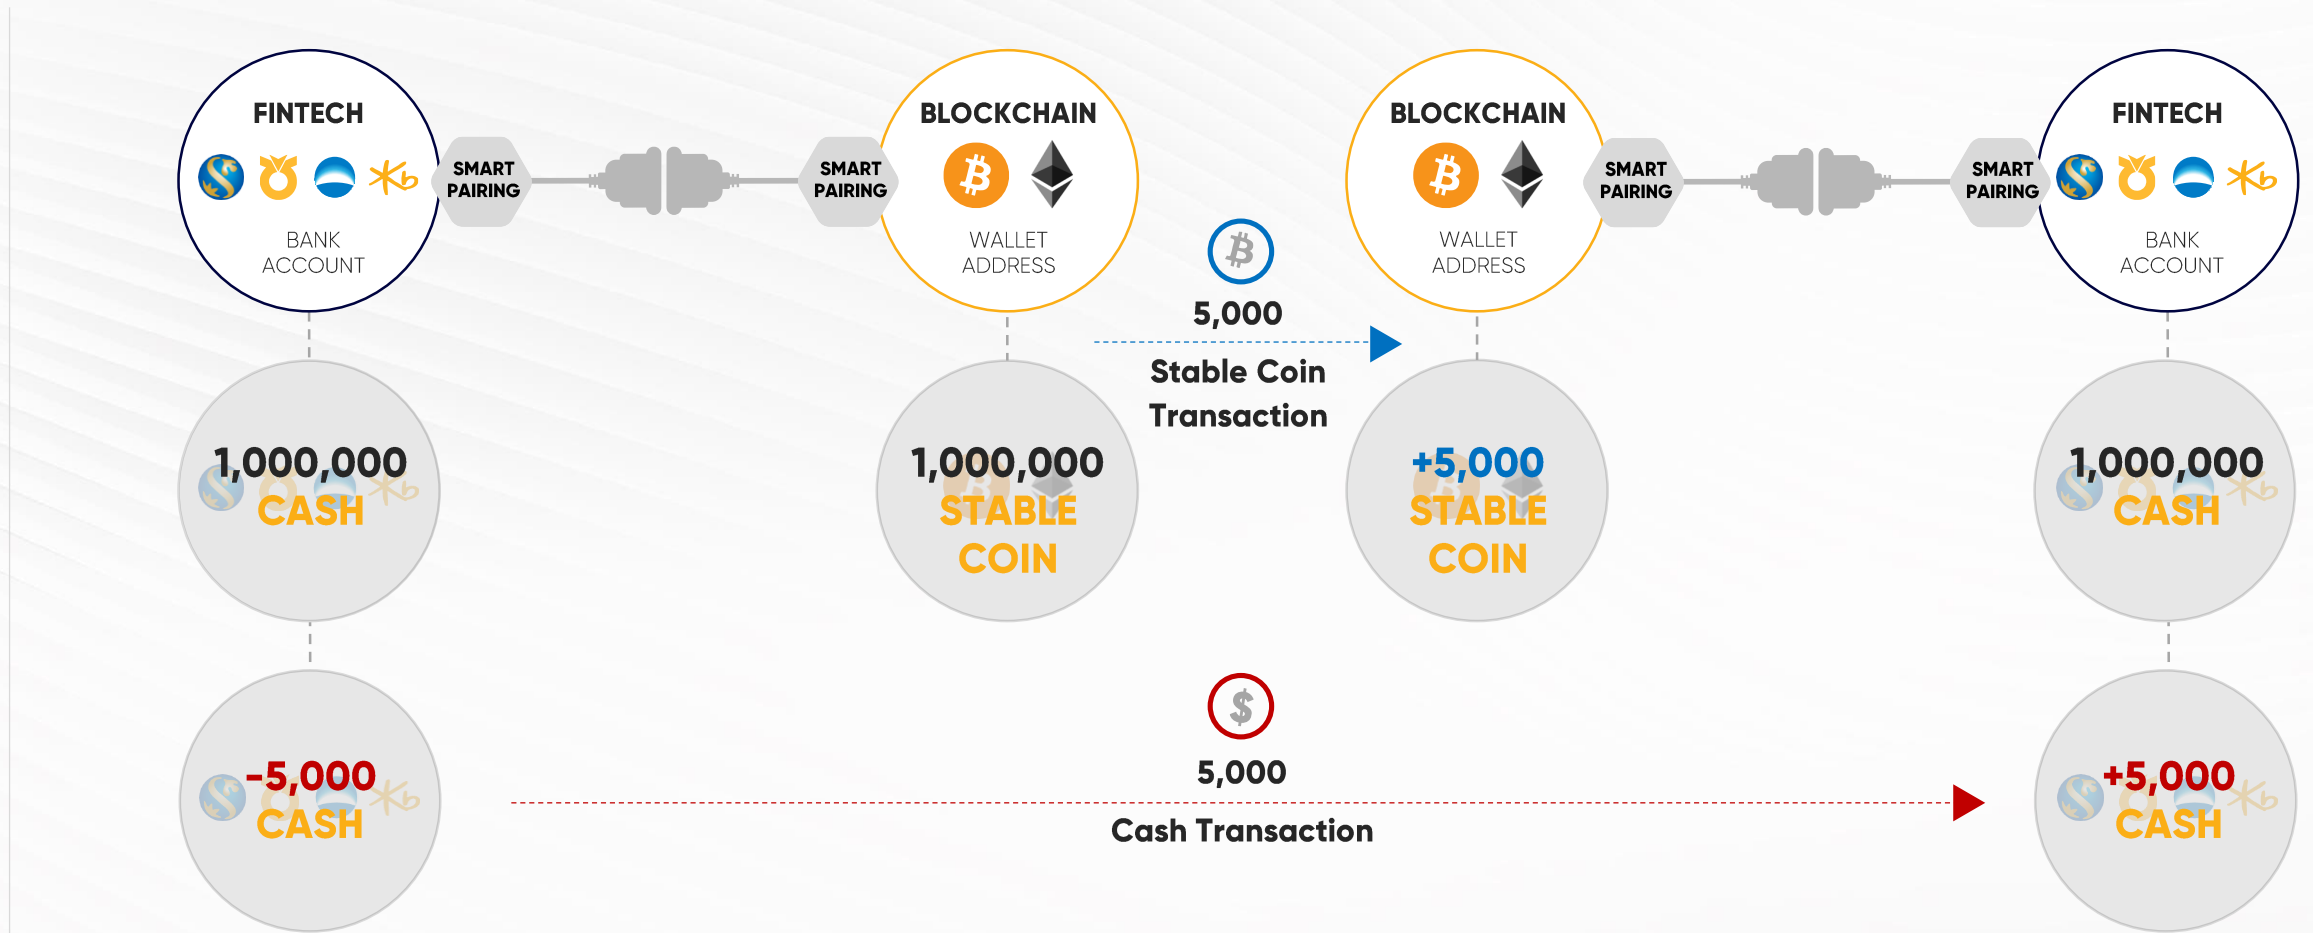 FINTECH
BANK
ACCOUNT
SMART
PAIRING
SMART
PAIRING
BLOCKCHAIN
WALLET
ADDRESS
5,000
Stable Coin
Transaction
BLOCKCHAIN
WALLET
ADDRESS
SMART
PAIRING
SMART
PAIRING
FINTECH
BANK
ACCOUNT
1,000,000
CASH
1,000,000
STABLE
COIN
+5,000
STABLE
COIN
1,000,000
CASH
-5,000
CASH
$
5,000
Cash Transaction
+5,000
CASH